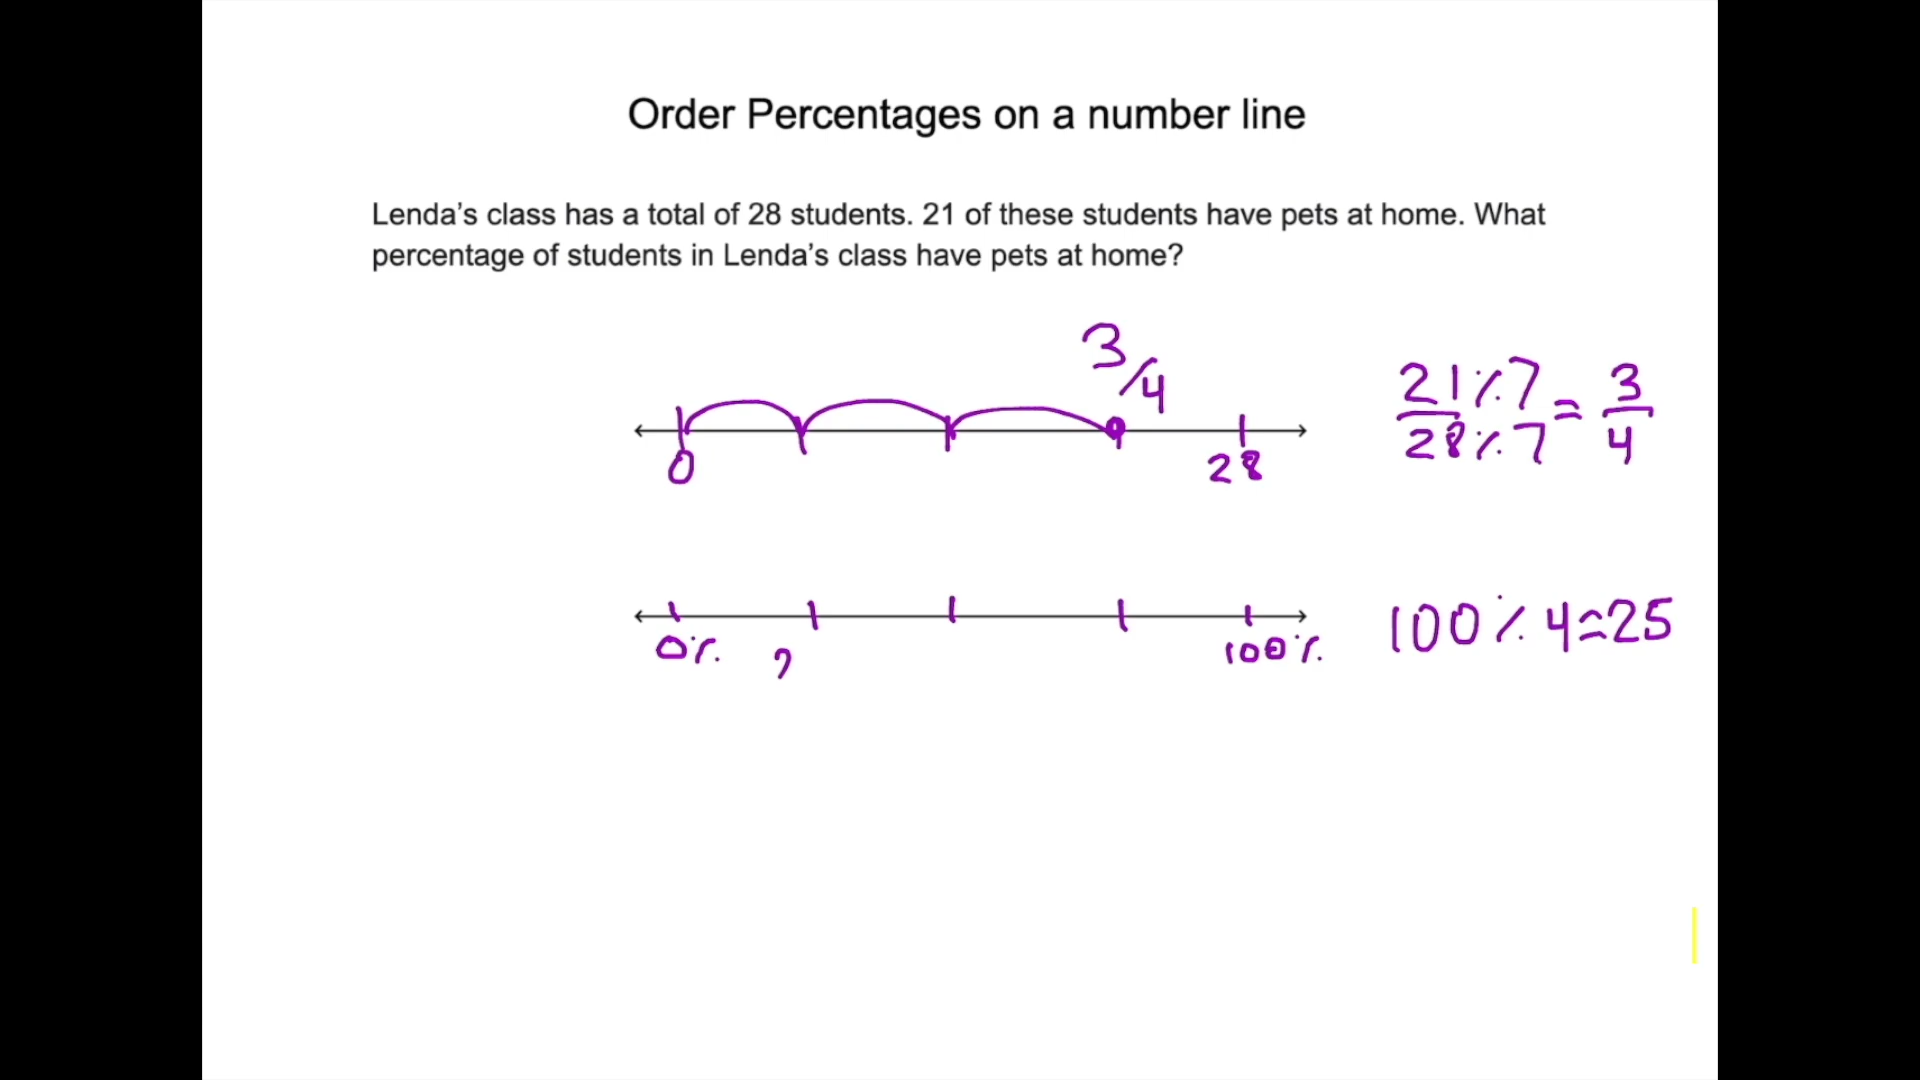 Order Percentages on a number line
Lenda’s class has a total of 28 students. 21 of these students have pets at home. What
percentage of students in Lenda’s class have pets at home?
3/4
21 ÷ 7 = 3
28 ÷ 7 4
0 28
100 ÷ 4 = 25
0% 2 100%